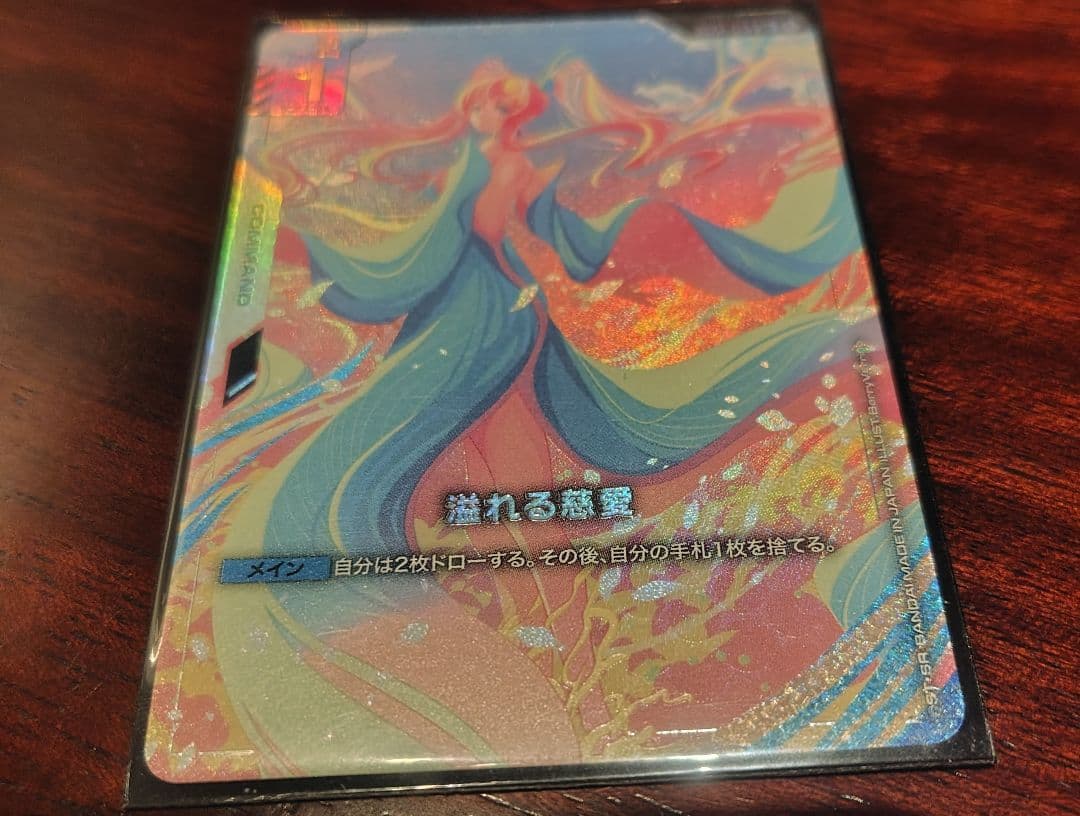 COMMAND
溢れる慈愛
メイン 自分は2枚ドローする。その後、自分の手札1枚を捨てる。
BANDAI MADE IN JAPAN ILLUST: